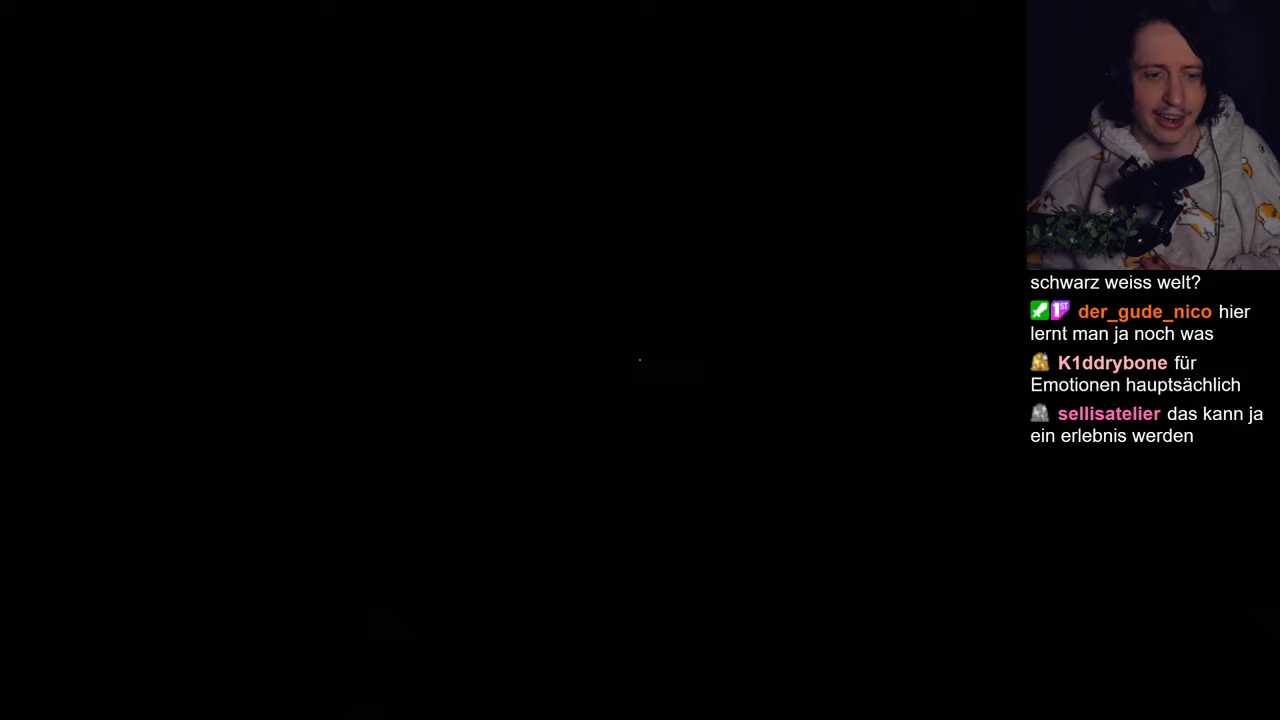 schwarz weiss welt?
1ST der_gude_nico hier
lernt man ja noch was
K1ddrybone für
Emotionen hauptsächlich
sellisatelier das kann ja
ein erlebnis werden